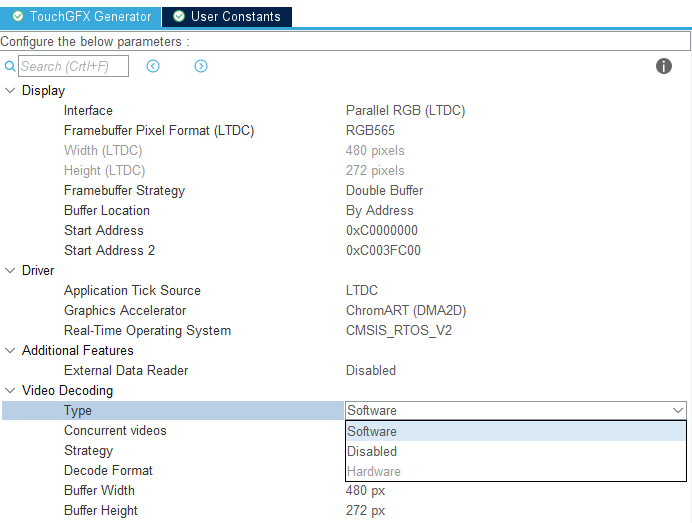 TouchGFX Generator User Constants
Configure the below parameters :
Search (Crtl+F)
Display
Interface Parallel RGB (LTDC)
Framebuffer Pixel Format (LTDC) RGB565
Width (LTDC) 480 pixels
Height (LTDC) 272 pixels
Framebuffer Strategy Double Buffer
Buffer Location By Address
Start Address 0xC0000000
Start Address 2 0xC003FC00
Driver
Application Tick Source LTDC
Graphics Accelerator ChromART (DMA2D)
Real-Time Operating System CMSIS_RTOS_V2
Additional Features
External Data Reader Disabled
Video Decoding
Type Software
Concurrent videos Software
Strategy Disabled
Decode Format Hardware
Buffer Width 480 px
Buffer Height 272 px